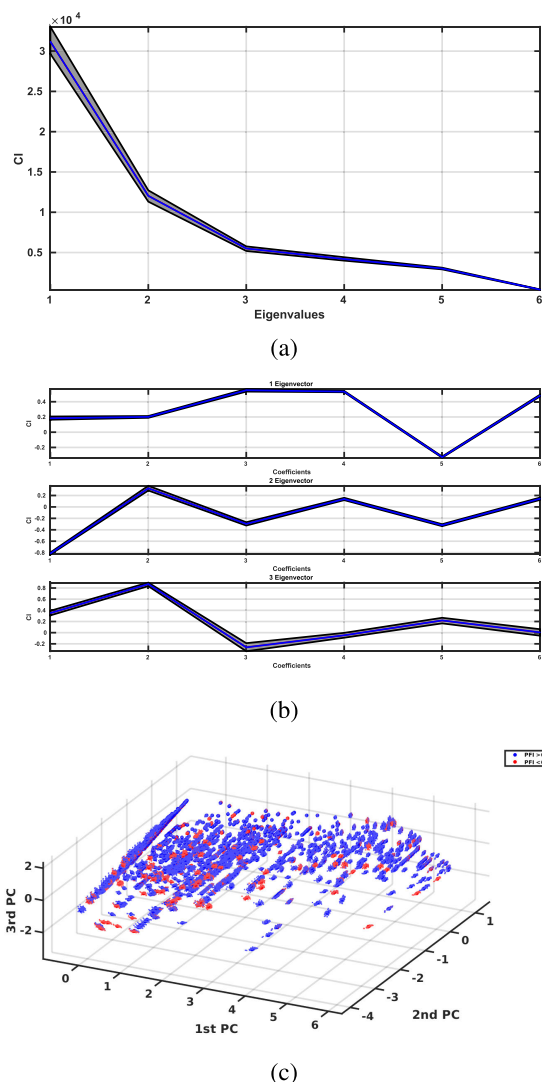 ×10 4
3
2.5
2
1.5
1
0.5
CI
1 2 3 4 5 6
Eigenvalues
(a)
1 Eigenvector
0.4
0.2
0
-0.2
CI
1 2 3 4 5 6
Coefficients
2 Eigenvector
0.2
0
-0.2
-0.4
-0.6
-0.8
CI
1 2 3 4 5 6
Coefficients
3 Eigenvector
0.8
0.6
0.4
0.2
0
-0.2
CI
1 2 3 4 5 6
Coefficients
(b)
PFI >
PFI <
2
0
-2
3rd PC
0 1 2 3 4 5 6
1st PC
-4 -3 -2 -1 0 1
2nd PC
(c)